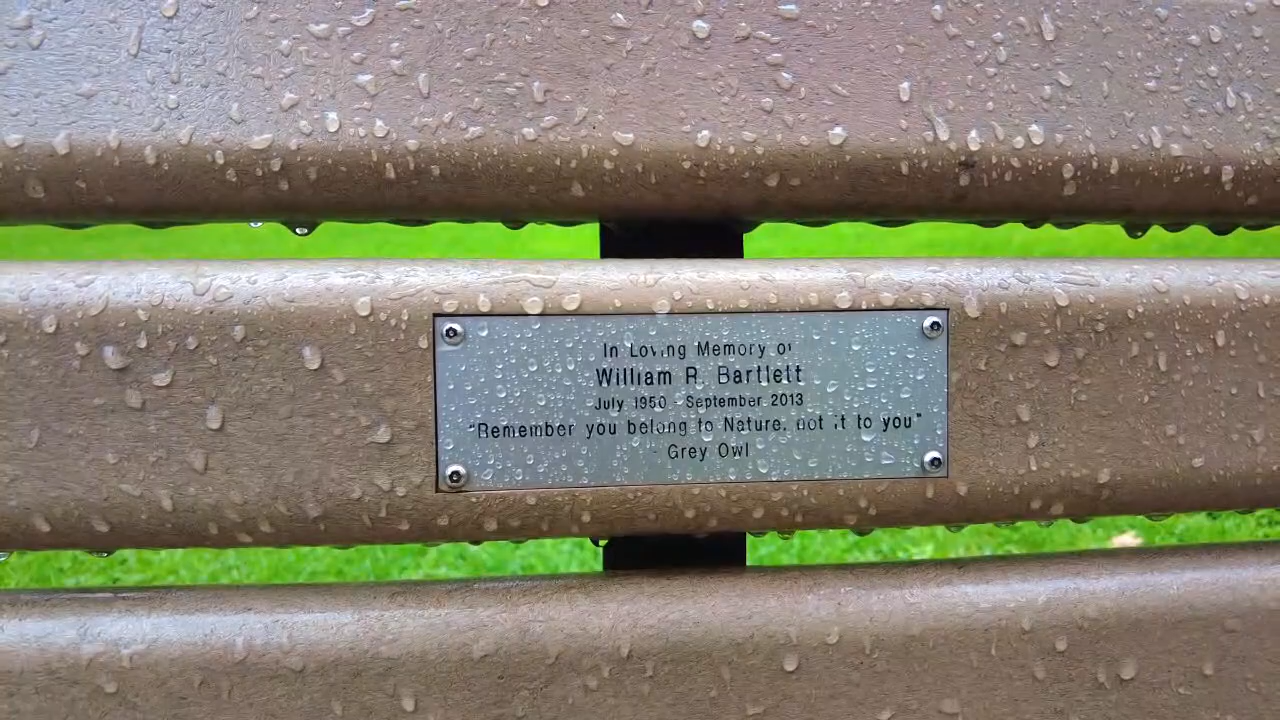 In Loving Memory of
William R. Bartlett
July 1950 - September 2013
"Remember you belong to Nature, not it to you"
- Grey Owl